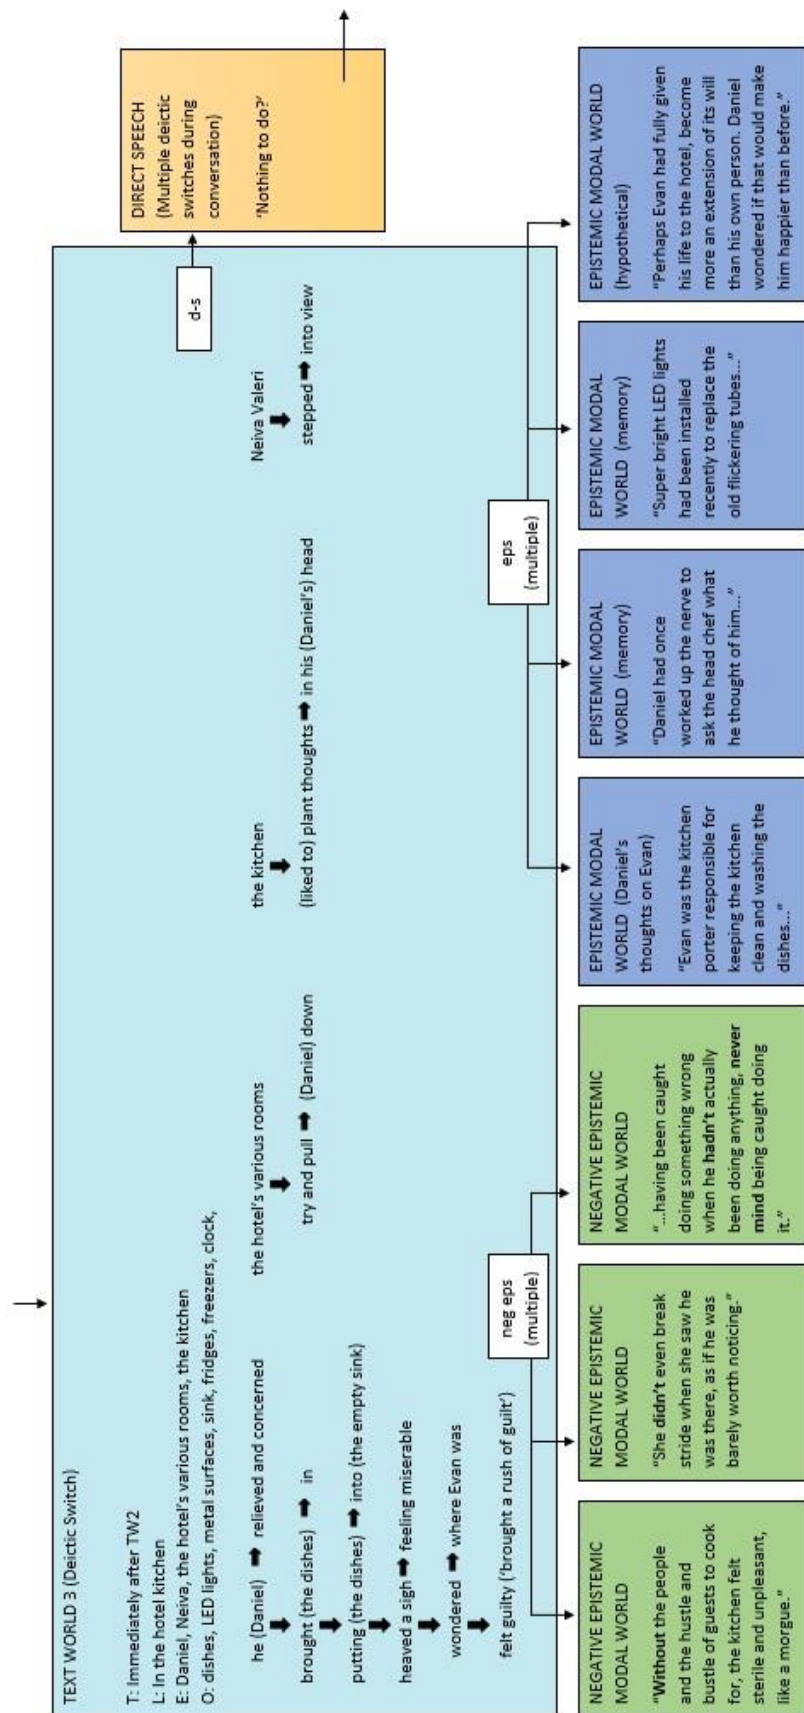 TEXT WORLD 3 (Deictic Switch)
T: Immediately after TW2
L: In the hotel kitchen
E: Daniel, Neiva, the hotel's various rooms, the kitchen
O: dishes, LED lights, metal surfaces, sink, fridges, freezers, clock,
he (Daniel) ➡ relieved and concerned
brought (the dishes) ➡ in
putting (the dishes) ➡ into (the empty sink)
heaved a sigh ➡ feeling miserable
wondered ➡ where Evan was
felt guilty ('brought a rush of guilt')
the hotel's various rooms
try and pull ➡ (Daniel) down
the kitchen
(liked to) plant thoughts ➡ in his (Daniel's) head
Neiva Valeri
stepped ➡ into view
d-s
DIRECT SPEECH
(Multiple deictic
switches during
conversation)
'Nothing to do?'
neg eps
(multiple)
eps
(multiple)
NEGATIVE EPISTEMIC
MODAL WORLD
"Without the people
and the hustle and
bustle of guests to cook
for, the kitchen felt
sterile and unpleasant,
like a morgue."
NEGATIVE EPISTEMIC
MODAL WORLD
"She didn't even break
stride when she saw he
was there, as if he was
barely worth noticing."
NEGATIVE EPISTEMIC
MODAL WORLD
"...having been caught
doing something wrong
when he hadn't actually
been doing anything, never
mind being caught doing
it."
EPISTEMIC MODAL
WORLD (Daniel's
thoughts on Evan)
"Evan was the kitchen
porter responsible for
keeping the kitchen
clean and washing the
dishes..."
EPISTEMIC MODAL
WORLD (memory)
"Daniel had once
worked up the nerve to
ask the head chef what
he thought of him..."
EPISTEMIC MODAL
WORLD (memory)
"Super bright LED lights
had been installed
recently to replace the
old flickering tubes..."
EPISTEMIC MODAL WORLD
(hypothetical)
"Perhaps Evan had fully given
his life to the hotel, become
more an extension of its will
than his own person. Daniel
wondered if that would make
him happier than before."